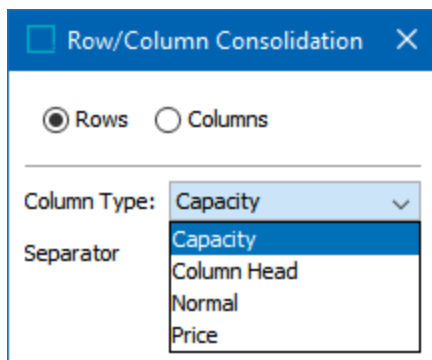 Row/Column Consolidation
Rows Columns
Column Type: Capacity
Capacity
Separator
Column Head
Normal
Price